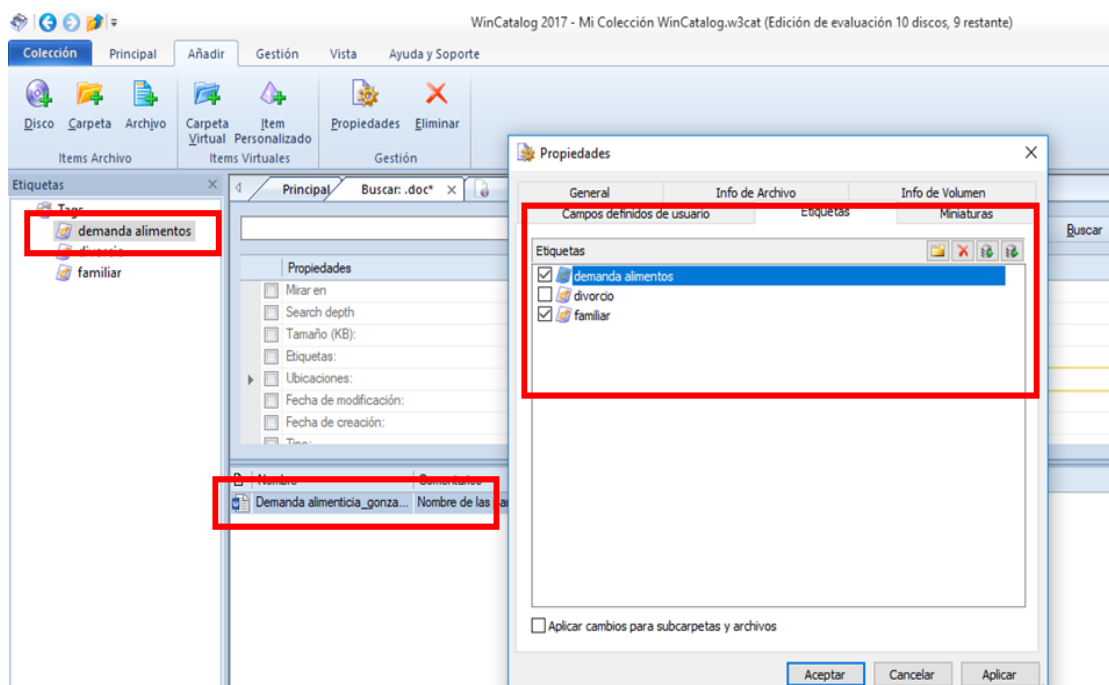 WinCatalog 2017 - Mi Colección WinCatalog.w3cat (Edición de evaluación 10 discos, 9 restante)
Colección Principal Añadir Gestión Vista Ayuda y Soporte
Disco Carpeta Archivo Carpeta Virtual Item Personalizado Propiedades Eliminar
Items Archivo Items Virtuales Gestión
Etiquetas
Tags
demanda alimentos
divorcio
familiar
Principal Buscar: .doc*
Buscar
Propiedades
Mirar en
Search depth
Tamaño (KB):
Etiquetas:
Ubicaciones:
Fecha de modificación:
Fecha de creación:
Tipo:
Nombre Comentarios
Demanda alimenticia_gonza... Nombre de las
Propiedades
General Info de Archivo Info de Volumen
Campos definidos de usuario Etiquetas Miniaturas
Etiquetas
demanda alimentos
divorcio
familiar
Aplicar cambios para subcarpetas y archivos
Aceptar Cancelar Aplicar